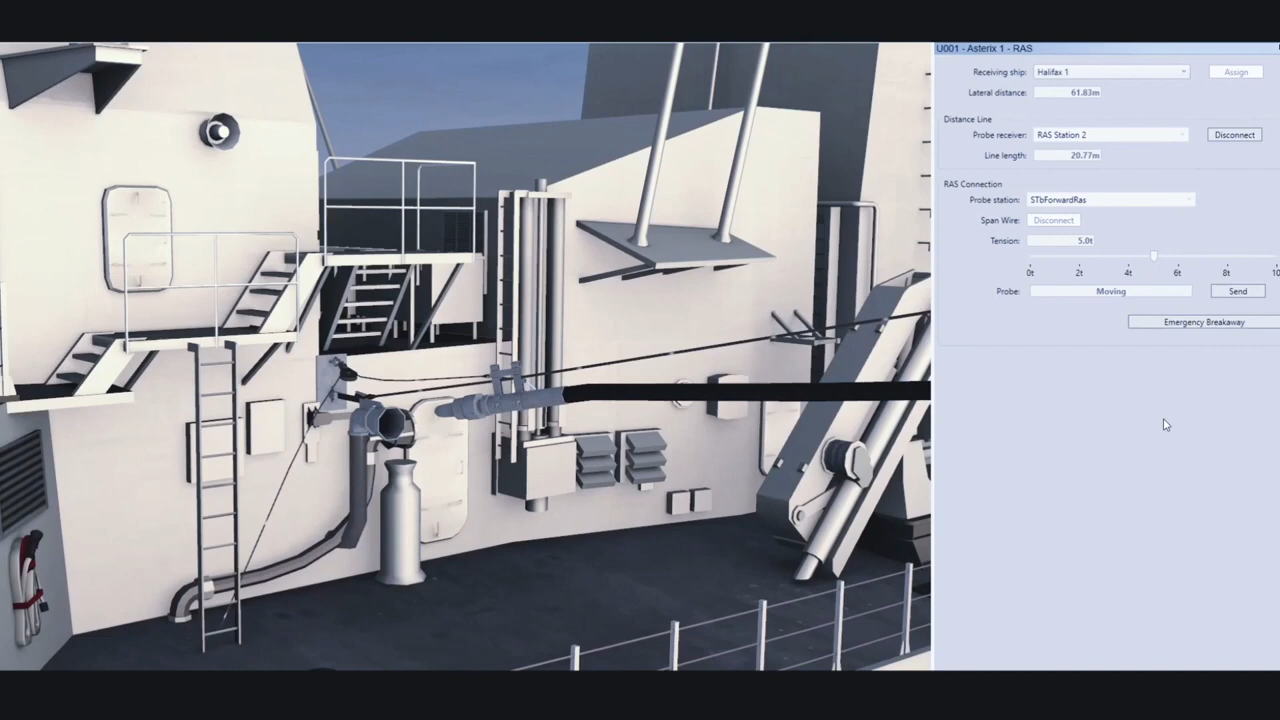 U001 - Asterix 1 - RAS
Receiving ship: Halifax 1 Assign
Lateral distance: 61.83m
Distance Line
Probe receiver: RAS Station 2 Disconnect
Line length: 20.77m
RAS Connection
Probe station: STbForwardRas
Span Wire: Disconnect
Tension: 5.0t
0t 2t 4t 6t 8t 10
Probe: Moving Send
Emergency Breakaway